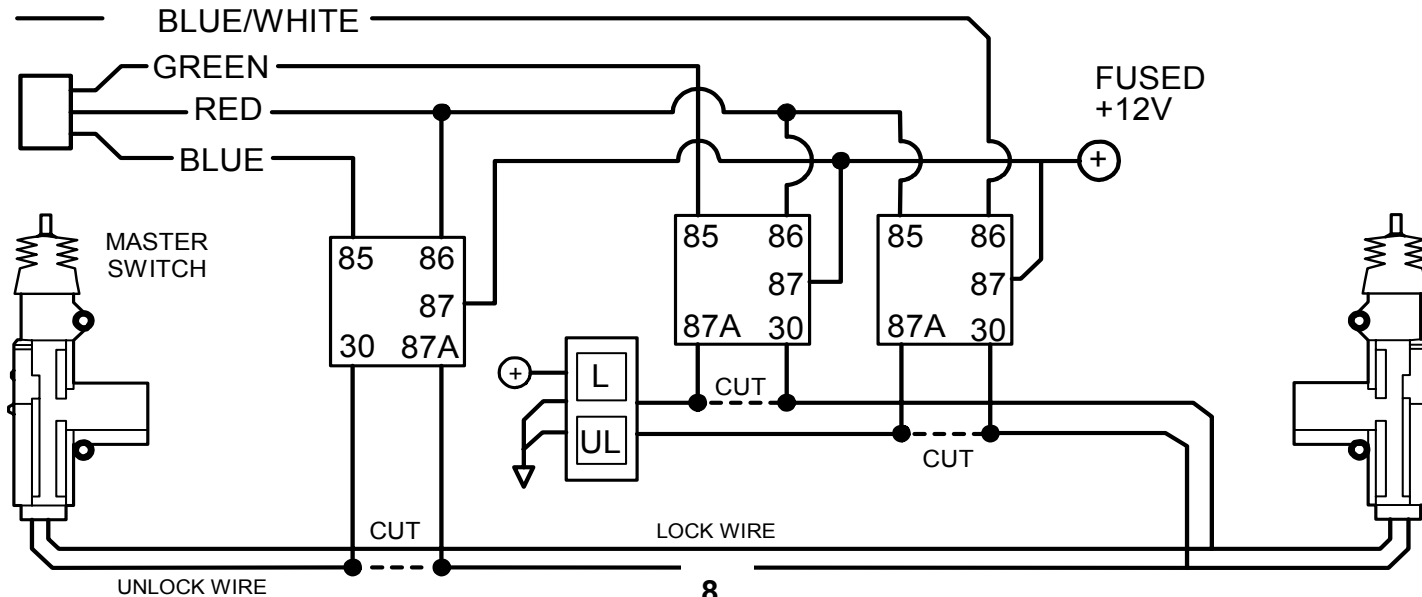 BLUE/WHITE
GREEN
RED
BLUE
FUSED
+12V
+
MASTER
SWITCH
85 86
87
30 87A
85 86
87
87A 30
85 86
87
87A 30
+
L
UL
CUT
CUT
CUT
LOCK WIRE
UNLOCK WIRE
8